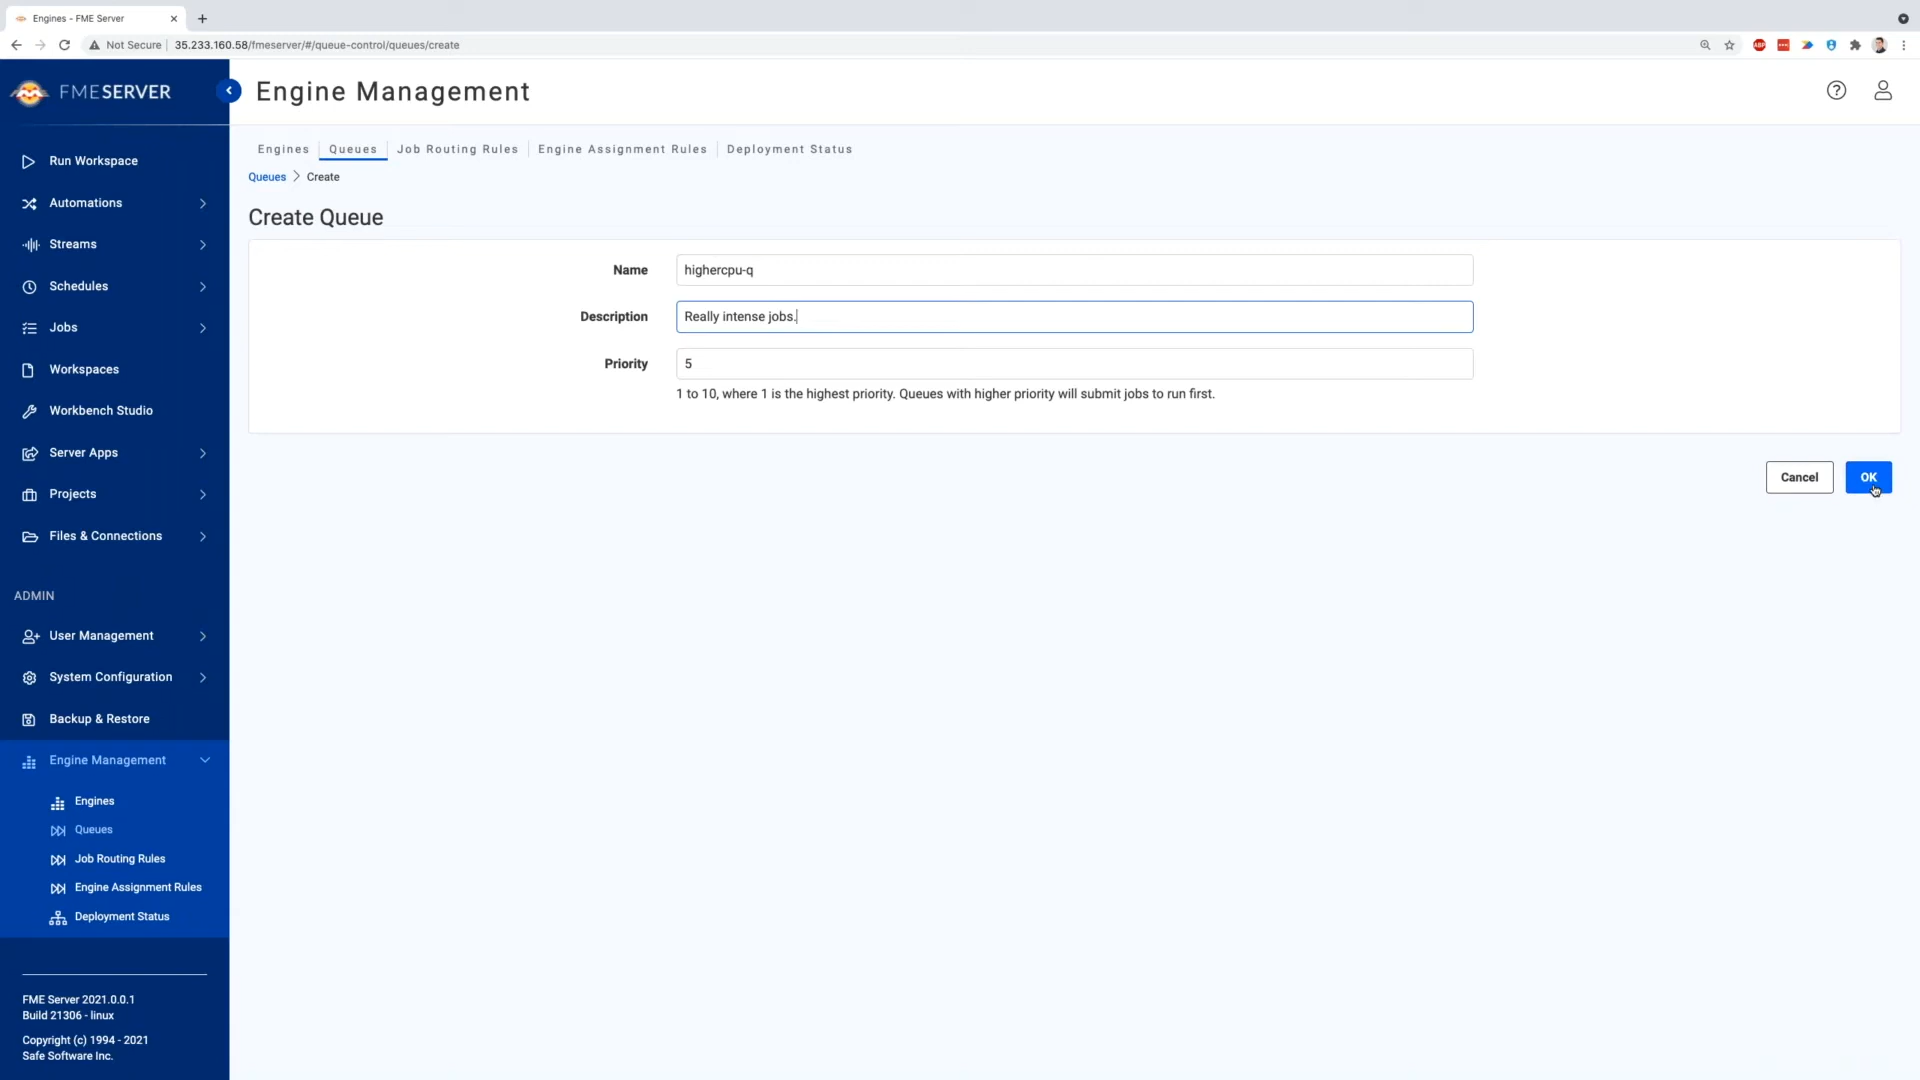 Engines - FME Server
Not Secure
35.233.160.58/fmeserver/#/queue-control/queues/create
ABP
FMESERVER
Engine Management
Run Workspace
Automations
Streams
Schedules
Jobs
Workspaces
Workbench Studio
Server Apps
Projects
Files & Connections
ADMIN
User Management
System Configuration
Backup & Restore
Engine Management
Engines
Queues
Job Routing Rules
Engine Assignment Rules
Deployment Status
FME Server 2021.0.0.1
Build 21306 - linux
Copyright (c) 1994 - 2021
Safe Software Inc.
Engines Queues Job Routing Rules Engine Assignment Rules Deployment Status
Queues > Create
Create Queue
Name highercpu-q
Description Really intense jobs.
Priority 5
1 to 10, where 1 is the highest priority. Queues with higher priority will submit jobs to run first.
Cancel OK